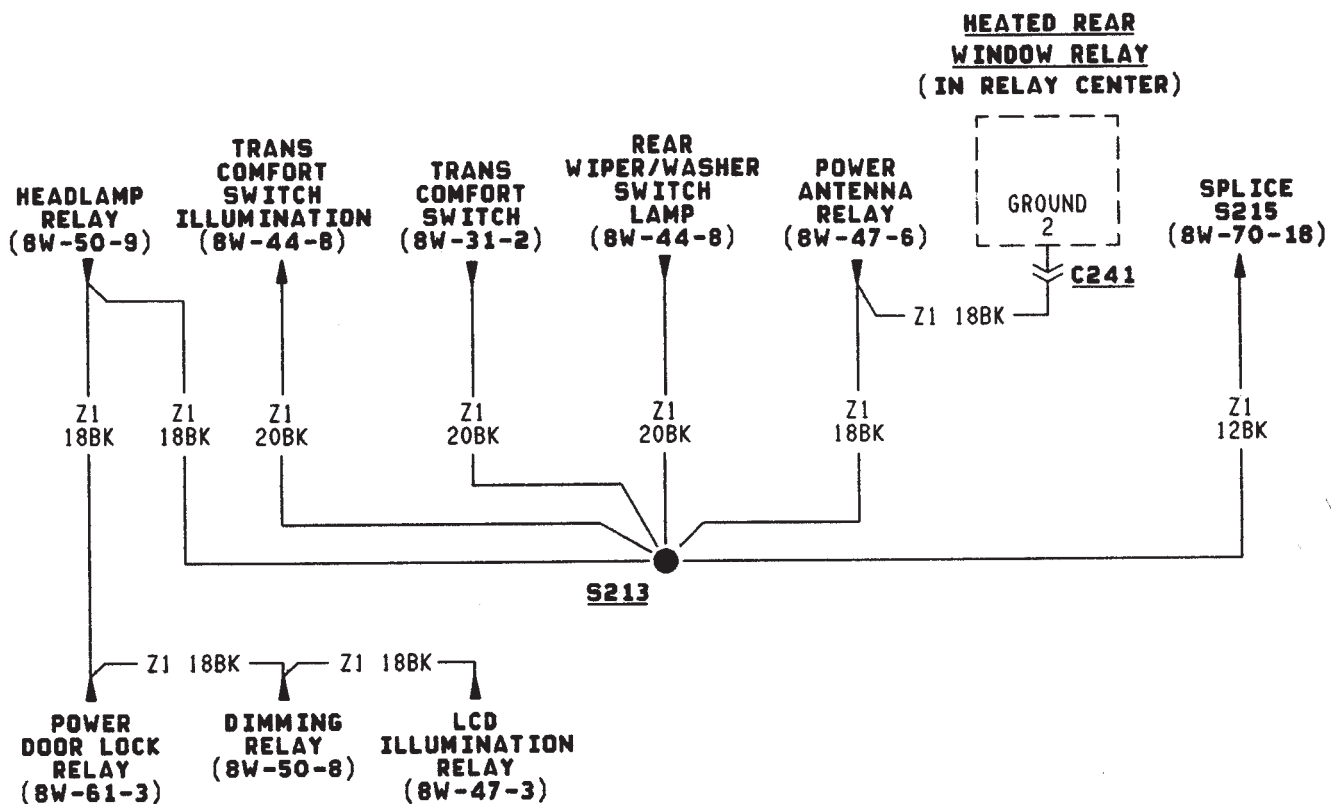 HEATED REAR
WINDOW RELAY
(IN RELAY CENTER)
HEADLAMP
RELAY
(8W-50-9)
TRANS
COMFORT
SWITCH
ILLUMINATION
(8W-44-8)
TRANS
COMFORT
SWITCH
(8W-31-2)
REAR
WIPER/WASHER
SWITCH
LAMP
(8W-44-8)
POWER
ANTENNA
RELAY
(8W-47-6)
GROUND
2
C241
SPLICE
S215
(8W-70-18)
Z1 18BK
Z1
18BK
Z1
18BK
Z1
20BK
Z1
20BK
Z1
20BK
Z1
18BK
Z1
12BK
S213
Z1 18BK
Z1 18BK
POWER
DOOR LOCK
RELAY
(8W-61-3)
DIMMING
RELAY
(8W-50-8)
LCD
ILLUMINATION
RELAY
(8W-47-3)